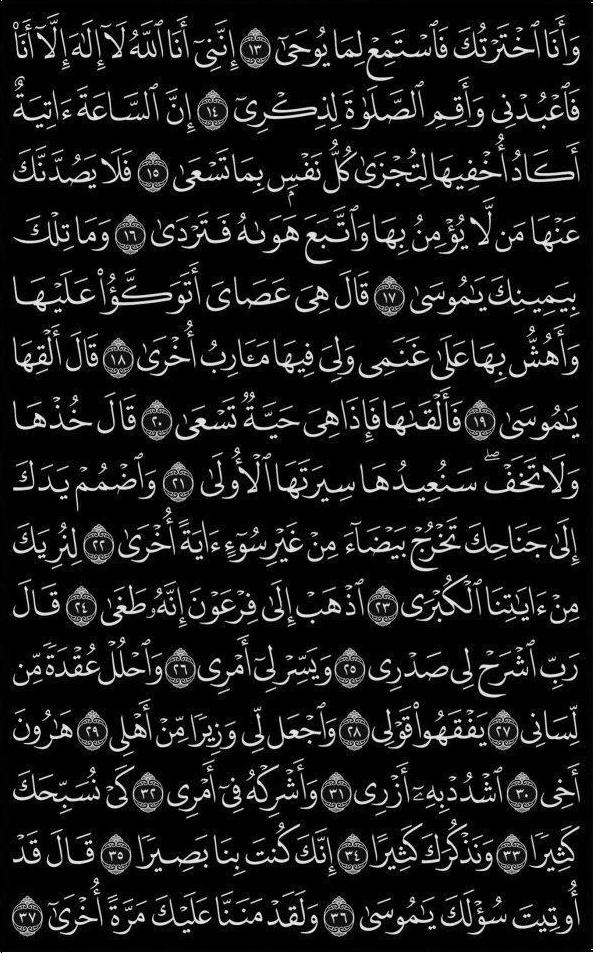 وَأَنَا ٱخْتَرْتُكَ فَٱسْتَمِعْ لِمَا يُوحَىٰٓ ١٣ إِنَّنِىٓ أَنَا ٱللَّهُ لَآ إِلَٰهَ إِلَّآ أَنَا۠
فَٱعْبُدْنِى وَأَقِمِ ٱلصَّلَوٰةَ لِذِكْرِىٓ ١٤ إِنَّ ٱلسَّاعَةَ ءَاتِيَةٌ
أَكَادُ أُخْفِيهَا لِتُجْزَىٰ كُلُّ نَفْسٍۭ بِمَا تَسْعَىٰ ١٥ فَلَا يَصُدَّنَّكَ
عَنْهَا مَن لَّا يُؤْمِنُ بِهَا وَٱتَّبَعَ هَوَىٰهُ فَتَرْدَىٰ ١٦ وَمَا تِلْكَ
بِيَمِينِكَ يَٰمُوسَىٰ ١٧ قَالَ هِىَ عَصَاىَ أَتَوَكَّؤُا۟ عَلَيْهَا
وَأَهُشُّ بِهَا عَلَىٰ غَنَمِى وَلِىَ فِيهَا مَـَٔارِبُ أُخْرَىٰ ١٨ قَالَ أَلْقِهَا
يَٰمُوسَىٰ ١٩ فَأَلْقَىٰهَا فَإِذَا هِىَ حَيَّةٌ تَسْعَىٰ ٢٠ قَالَ خُذْهَا
وَلَا تَخَفْ ۖ سَنُعِيدُهَا سِيرَتَهَا ٱلْأُولَىٰ ٢١ وَٱضْمُمْ يَدَكَ
إِلَىٰ جَنَاحِكَ تَخْرُجْ بَيْضَآءَ مِنْ غَيْرِ سُوٓءٍ ءَايَةً أُخْرَىٰ ٢٢ لِنُرِيَكَ
مِنْ ءَايَٰتِنَا ٱلْكُبْرَى ٢٣ ٱذْهَبْ إِلَىٰ فِرْعَوْنَ إِنَّهُۥ طَغَىٰ ٢٤ قَالَ
رَبِّ ٱشْرَحْ لِى صَدْرِى ٢٥ وَيَسِّرْ لِىٓ أَمْرِى ٢٦ وَٱحْلُلْ عُقْدَةً مِّن
لِّسَانِى ٢٧ يَفْقَهُوا۟ قَوْلِى ٢٨ وَٱجْعَل لِّى وَزِيرًا مِّنْ أَهْلِى ٢٩ هَٰرُونَ
أَخِى ٣٠ ٱشْدُدْ بِهِۦٓ أَزْرِى ٣١ وَأَشْرِكْهُ فِىٓ أَمْرِى ٣٢ كَىْ نُسَبِّحَكَ
كَثِيرًا ٣٣ وَنَذْكُرَكَ كَثِيرًا ٣٤ إِنَّكَ كُنتَ بِنَا بَصِيرًا ٣٥ قَالَ قَدْ
أُوتِيتَ سُؤْلَكَ يَٰمُوسَىٰ ٣٦ وَلَقَدْ مَنَنَّا عَلَيْكَ مَرَّةً أُخْرَىٰٓ ٣٧